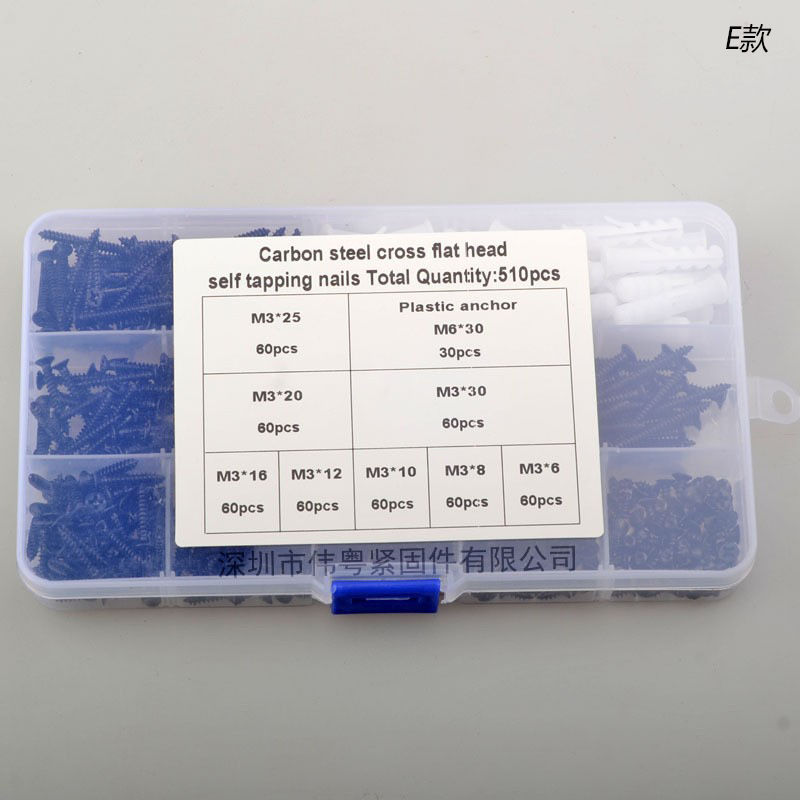 E款
Carbon steel cross flat head
self tapping nails Total Quantity:510pcs
M3*25
60pcs
Plastic anchor
M6*30
30pcs
M3*20
60pcs
M3*30
60pcs
M3*16
60pcs
M3*12
60pcs
M3*10
60pcs
M3*8
60pcs
M3*6
60pcs
深圳市伟粤紧固件有限公司